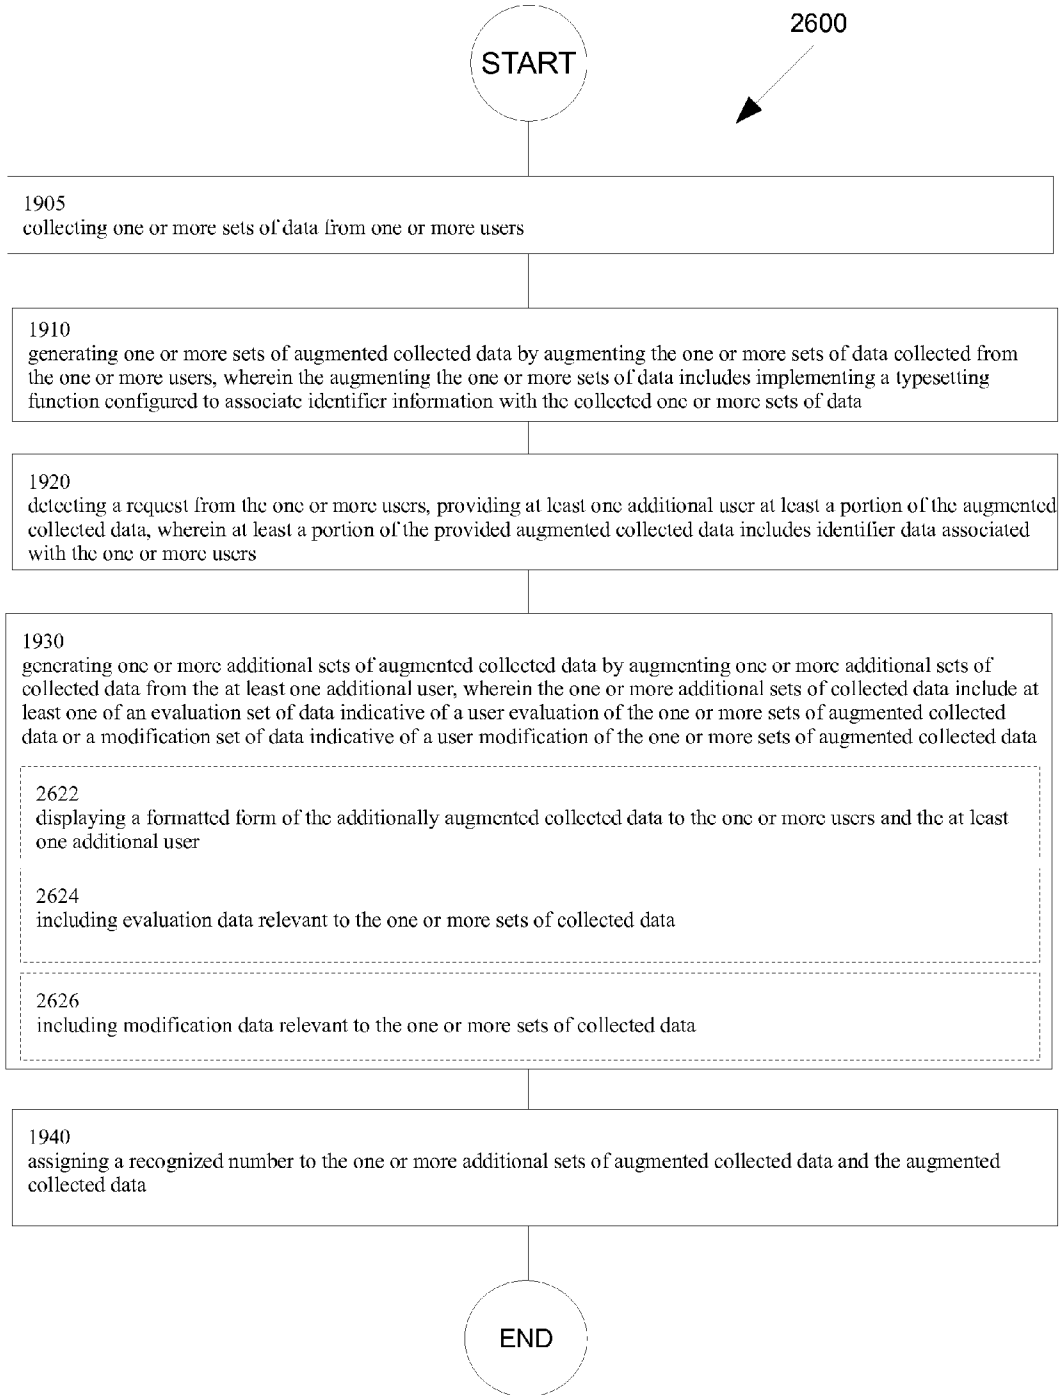 START
2600
1905
collecting one or more sets of data from one or more users
1910
generating one or more sets of augmented collected data by augmenting the one or more sets of data collected from
the one or more users, wherein the augmenting the one or more sets of data includes implementing a typesetting
function configured to associate identifier information with the collected one or more sets of data
1920
detecting a request from the one or more users, providing at least one additional user at least a portion of the augmented
collected data, wherein at least a portion of the provided augmented collected data includes identifier data associated
with the one or more users
1930
generating one or more additional sets of augmented collected data by augmenting one or more additional sets of
collected data from the at least one additional user, wherein the one or more additional sets of collected data include at
least one of an evaluation set of data indicative of a user evaluation of the one or more sets of augmented collected
data or a modification set of data indicative of a user modification of the one or more sets of augmented collected data
2622
displaying a formatted form of the additionally augmented collected data to the one or more users and the at least
one additional user
2624
including evaluation data relevant to the one or more sets of collected data
2626
including modification data relevant to the one or more sets of collected data
1940
assigning a recognized number to the one or more additional sets of augmented collected data and the augmented
collected data
END